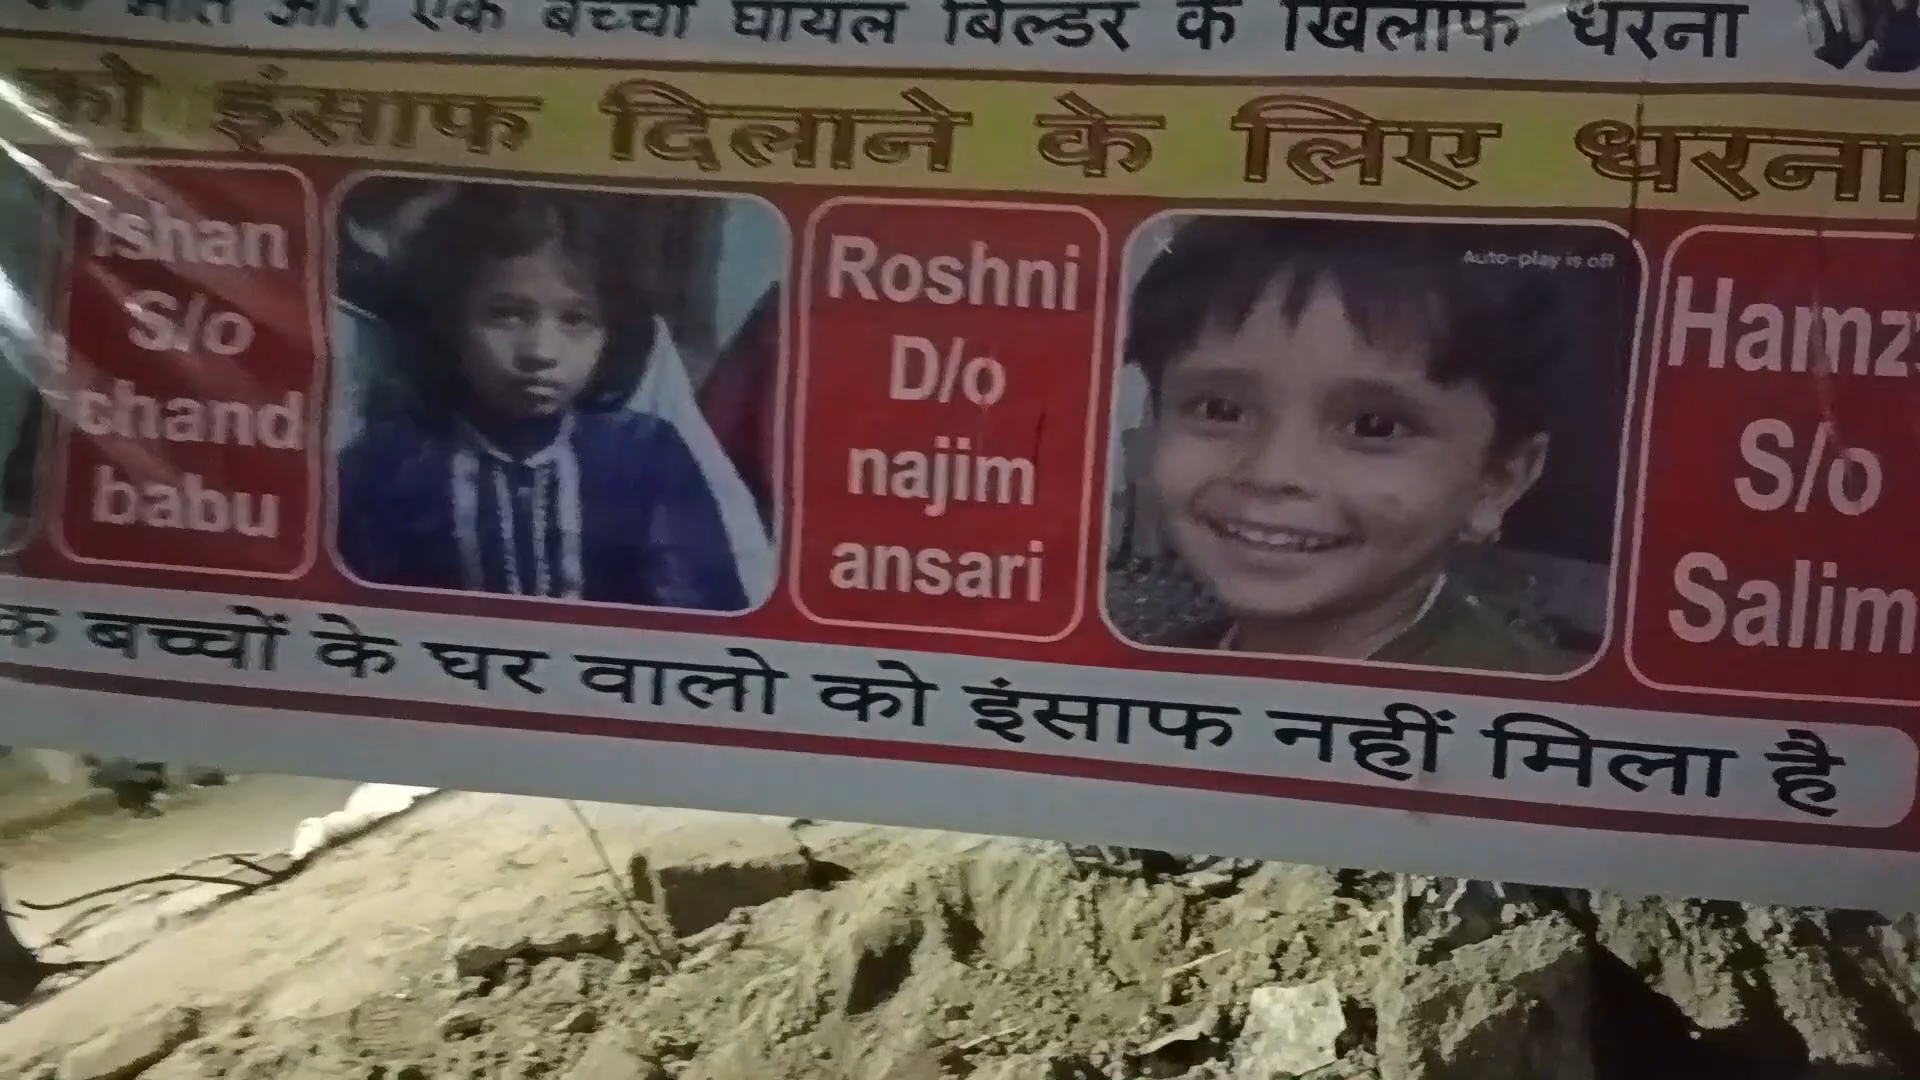 मौत और एक बच्चा घायल बिल्डर के खिलाफ धरना
को इंसाफ दिलाने के लिए धरना
Ishan
S/o
chand
babu
Roshni
D/o
najim
ansari
Auto-play is off
Hamz
S/o
Salim
क बच्चों के घर वालो को इंसाफ नहीं मिला है